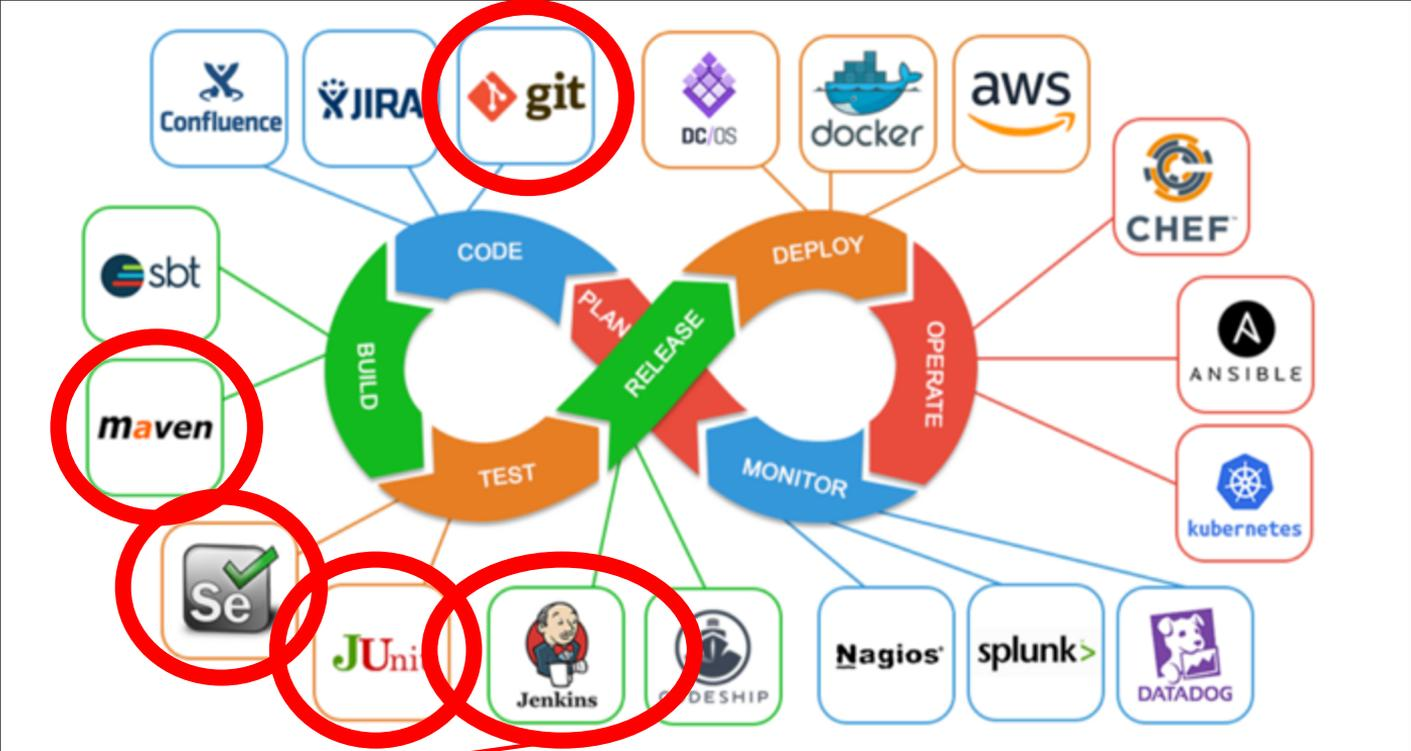 Confluence
JIRA
git
DC/OS
docker
aws
CHEF™
sbt
CODE
DEPLOY
PLAN
RELEASE
BUILD
OPERATE
ANSIBLE
maven
TEST
MONITOR
kubernetes
Se
JUni
Jenkins
DESHIP
Nagios®
splunk>
DATADOG